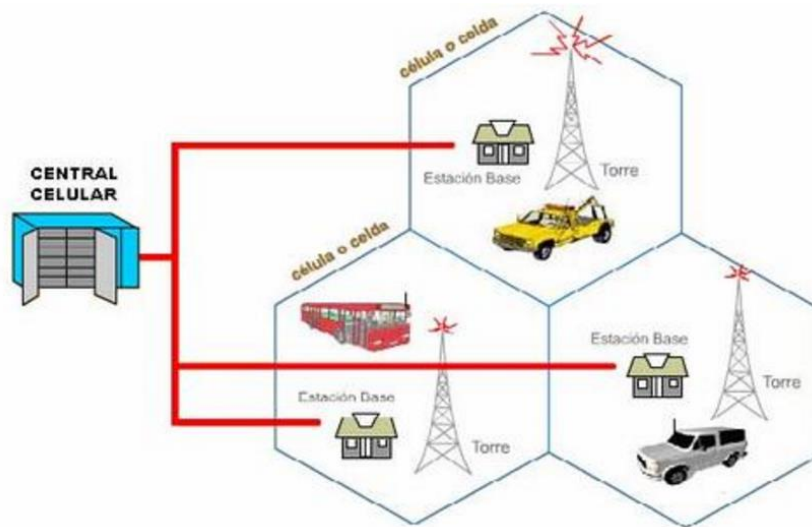 célula o celda
CENTRAL
CELULAR
Estación Base
Torre
célula o celda
Estación Base
Torre
Estación Base
Torre